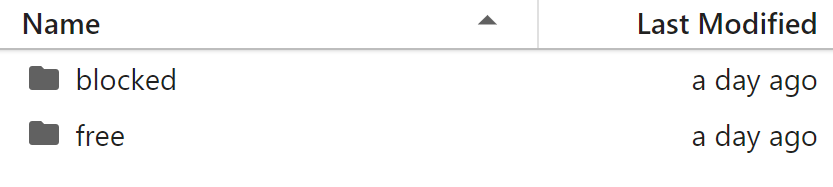 Name Last Modified
blocked a day ago
free a day ago